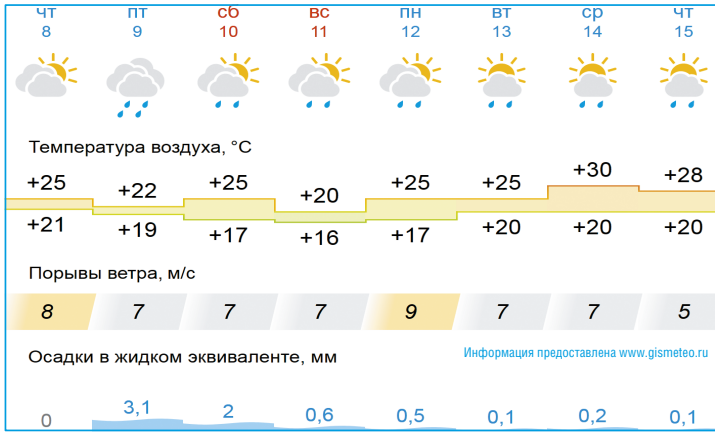 чт пт сб вс пн вт ср чт
8 9 10 11 12 13 14 15
Температура воздуха, °C
+25 +22 +25 +20 +25 +25 +30 +28
+21 +19 +17 +16 +17 +20 +20 +20
Порывы ветра, м/с
8 7 7 7 9 7 7 5
Осадки в жидком эквиваленте, мм
Информация предоставлена www.gismeteo.ru
0 3,1 2 0,6 0,5 0,1 0,2 0,1